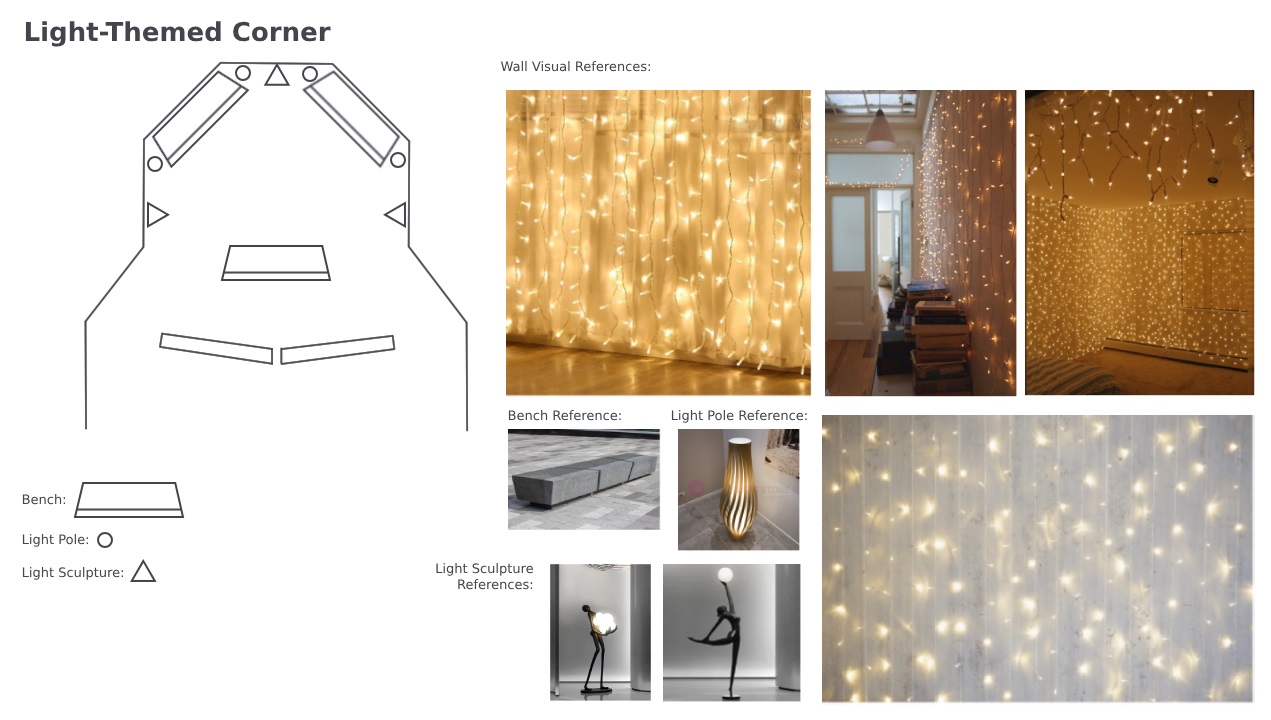 Light-Themed Corner
Wall Visual References:
Bench Reference:
Light Pole Reference:
Bench:
Light Pole:
Light Sculpture:
Light Sculpture
References: